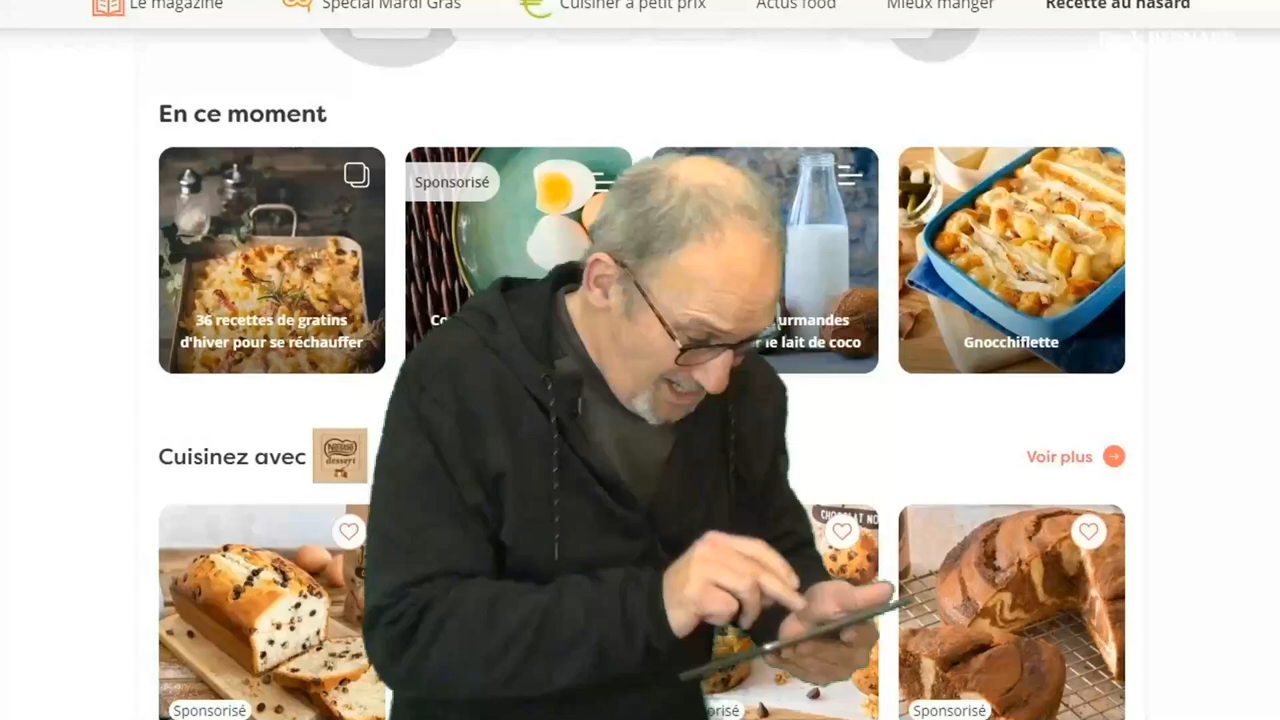 Le magazine
Spécial Mardi Gras
Cuisiner à petit prix
Actus food
Mieux manger
Recette au hasard
En ce moment
Sponsorisé
36 recettes de gratins
d'hiver pour se réchauffer
urmandes
le lait de coco
Gnocchiflette
Cuisinez avec
Nestlé
dessert
Voir plus
Sponsorisé
Sponsorisé